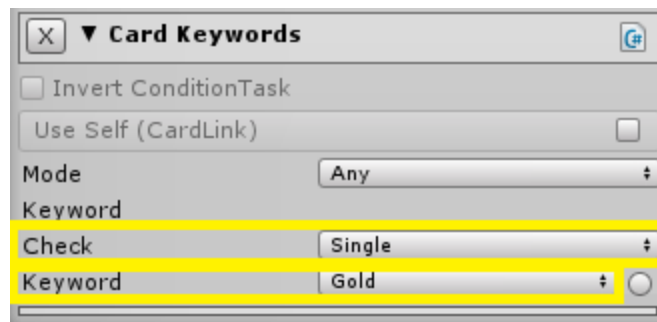 X ▼ Card Keywords C#
Invert ConditionTask
Use Self (CardLink)
Mode Any
Keyword
Check Single
Keyword Gold